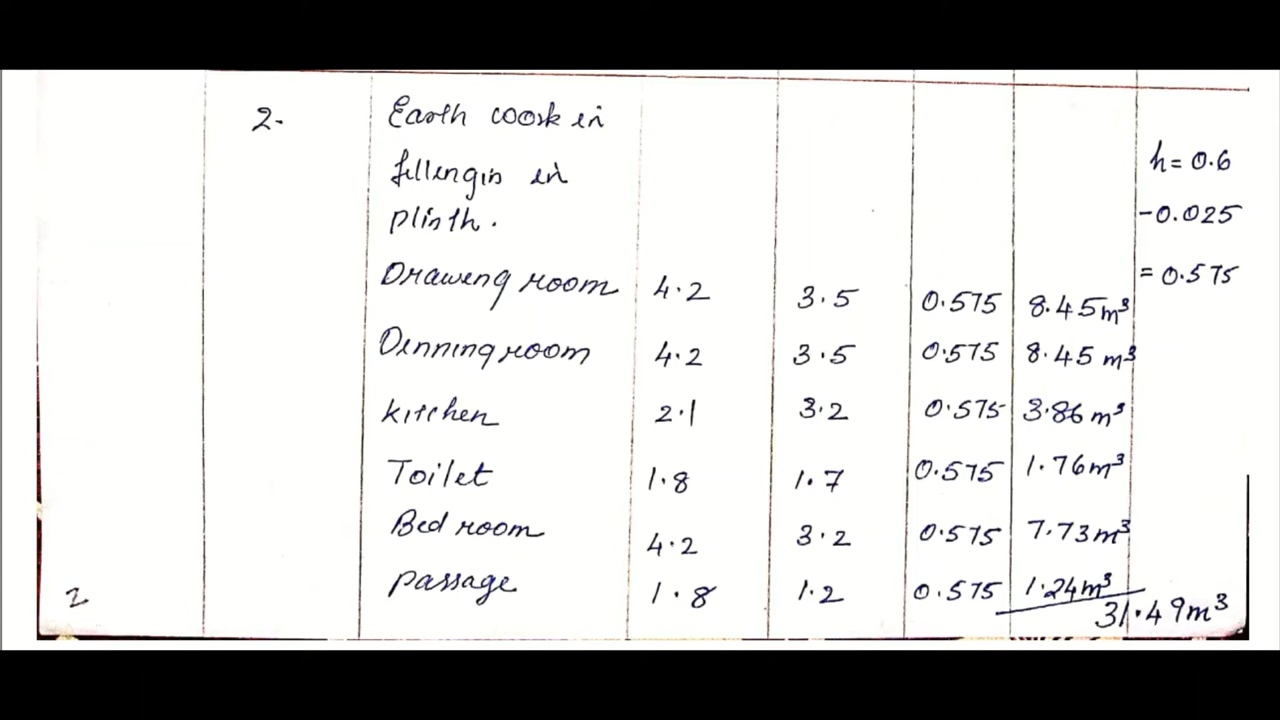 2. Earth work in
fillengin in
plinth.
h = 0.6
-0.025
= 0.575
Draweng room 4.2 3.5 0.575 8.45m³
Denning room 4.2 3.5 0.575 8.45 m³
kitchen 2.1 3.2 0.575 3.86 m³
Toilet 1.8 1.7 0.575 1.76m³
Bed room 4.2 3.2 0.575 7.73m³
passage 1.8 1.2 0.575 1.24m³
31.49m³
2